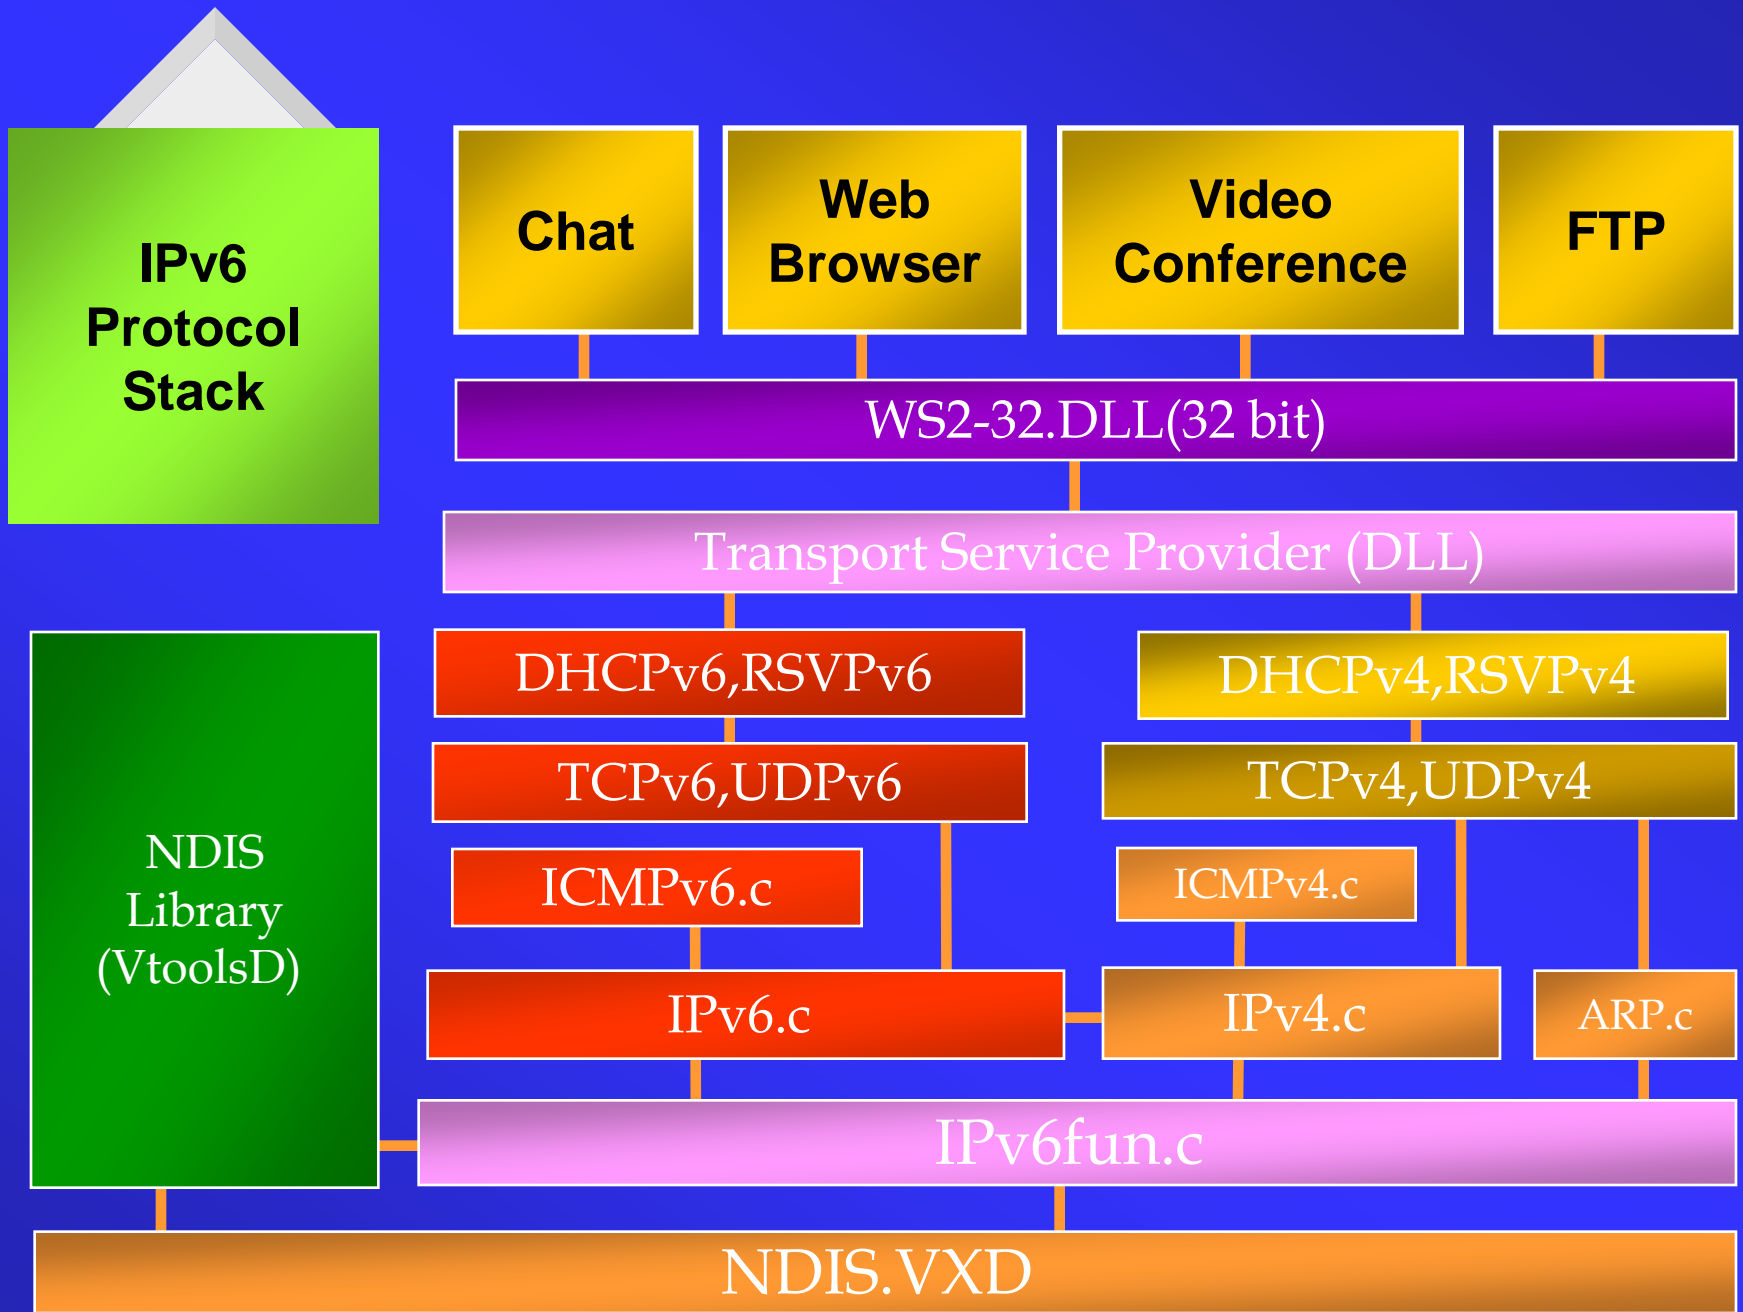 IPv6
Protocol
Stack
Chat
Web
Browser
Video
Conference
FTP
WS2-32.DLL(32 bit)
Transport Service Provider (DLL)
DHCPv6,RSVPv6
DHCPv4,RSVPv4
TCPv6,UDPv6
TCPv4,UDPv4
NDIS
Library
(VtoolsD)
ICMPv6.c
ICMPv4.c
IPv6.c
IPv4.c
ARP.c
IPv6fun.c
NDIS.VXD